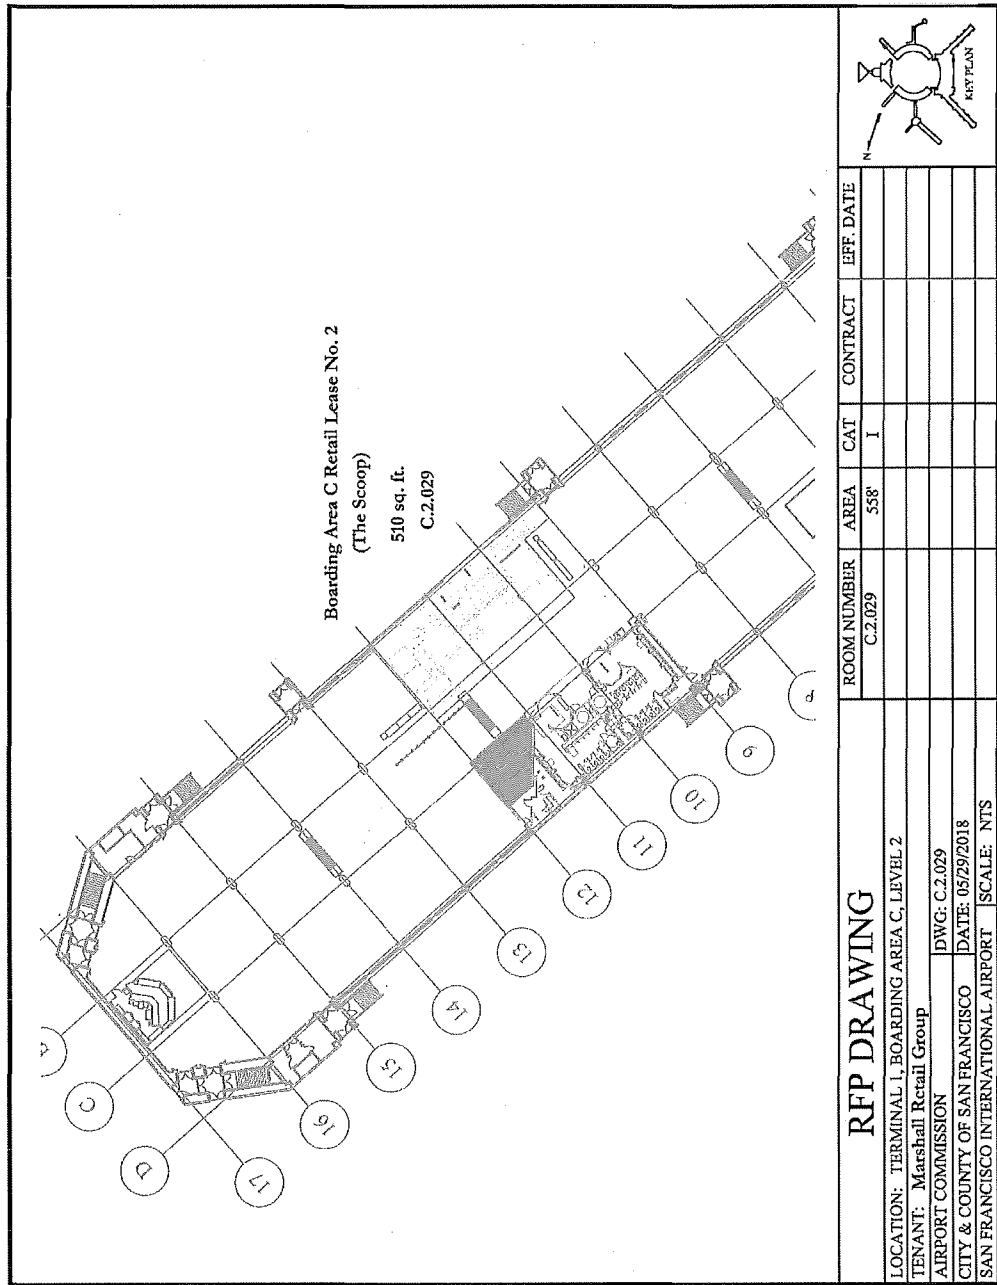 Boarding Area C Retail Lease No. 2
(The Scoop)
510 sq. ft.
C.2.029
C
D
17
16
15
14
13
12
11
10
9
RFP DRAWING
LOCATION: TERMINAL 1, BOARDING AREA C, LEVEL 2
TENANT: Marshall Retail Group
AIRPORT COMMISSION
DWG: C.2.029
CITY & COUNTY OF SAN FRANCISCO
DATE: 05/29/2018
SAN FRANCISCO INTERNATIONAL AIRPORT
SCALE: NTS
ROOM NUMBER
AREA
CAT
CONTRACT
EFF. DATE
C.2.029
558'
I
N
KEY PLAN